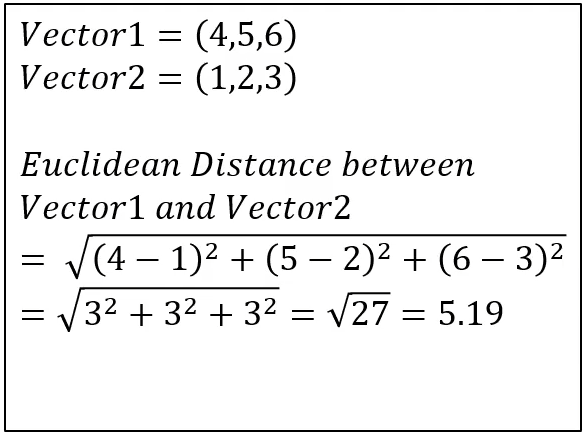 Vector1 = (4,5,6)
Vector2 = (1,2,3)
Euclidean Distance between
Vector1 and Vector2
= √(4 − 1)² + (5 − 2)² + (6 − 3)²
= √3² + 3² + 3² = √27 = 5.19